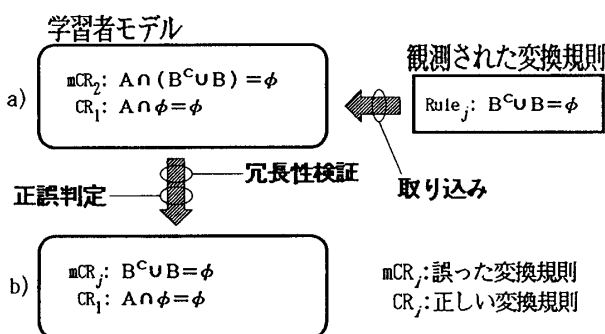 学習者モデル
観測された変換規則
a)
mCR₂: A∩(Bᶜ∪B)=φ
CR₁: A∩φ=φ
Ruleⱼ: Bᶜ∪B=φ
冗長性検証
正誤判定
取り込み
b)
mCRⱼ: Bᶜ∪B=φ
CR₁: A∩φ=φ
mCRⱼ:誤った変換規則
CRⱼ:正しい変換規則